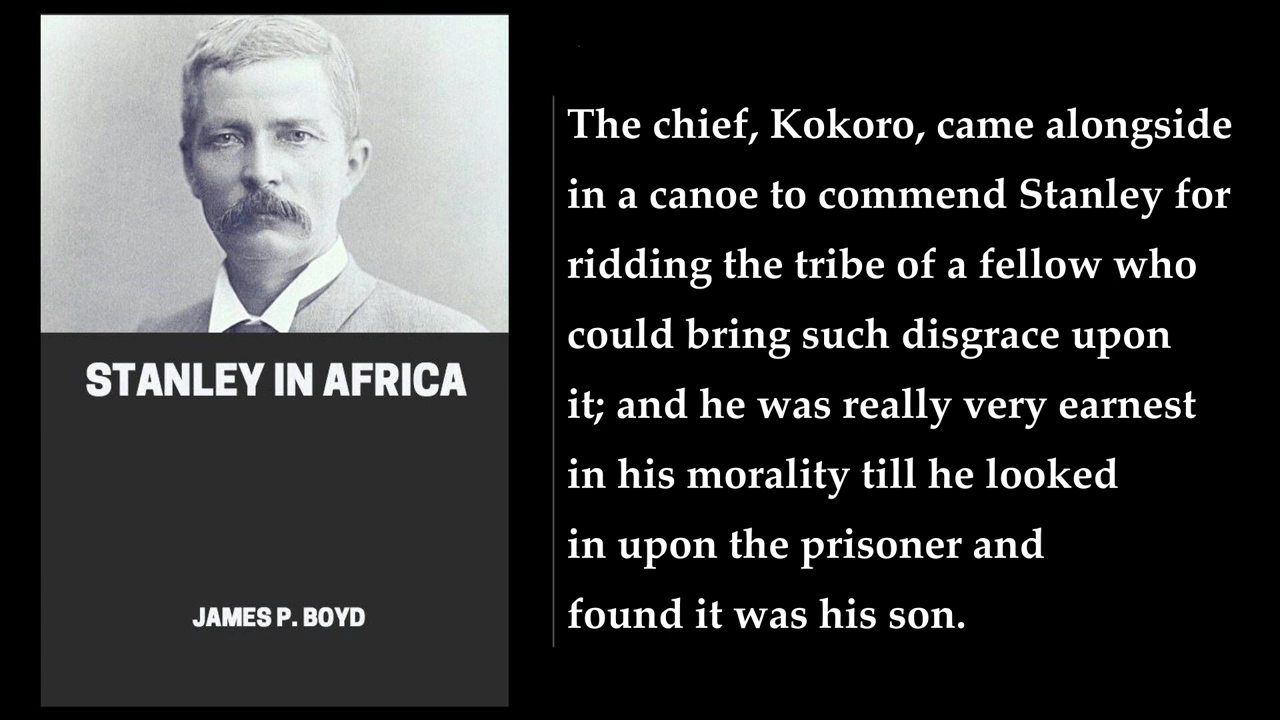 STANLEY IN AFRICA
JAMES P. BOYD
The chief, Kokoro, came alongside
in a canoe to commend Stanley for
ridding the tribe of a fellow who
could bring such disgrace upon
it; and he was really very earnest
in his morality till he looked
in upon the prisoner and
found it was his son.